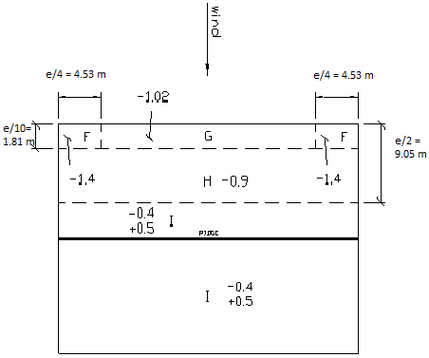 wind
e/4 = 4.53 m
e/4 = 4.53 m
-1.02
e/10=
1.81 m
F
G
F
e/2 =
9.05 m
-1.4
H -0.9
-1.4
-0.4
+0.5
I
RIDGE
I
-0.4
+0.5